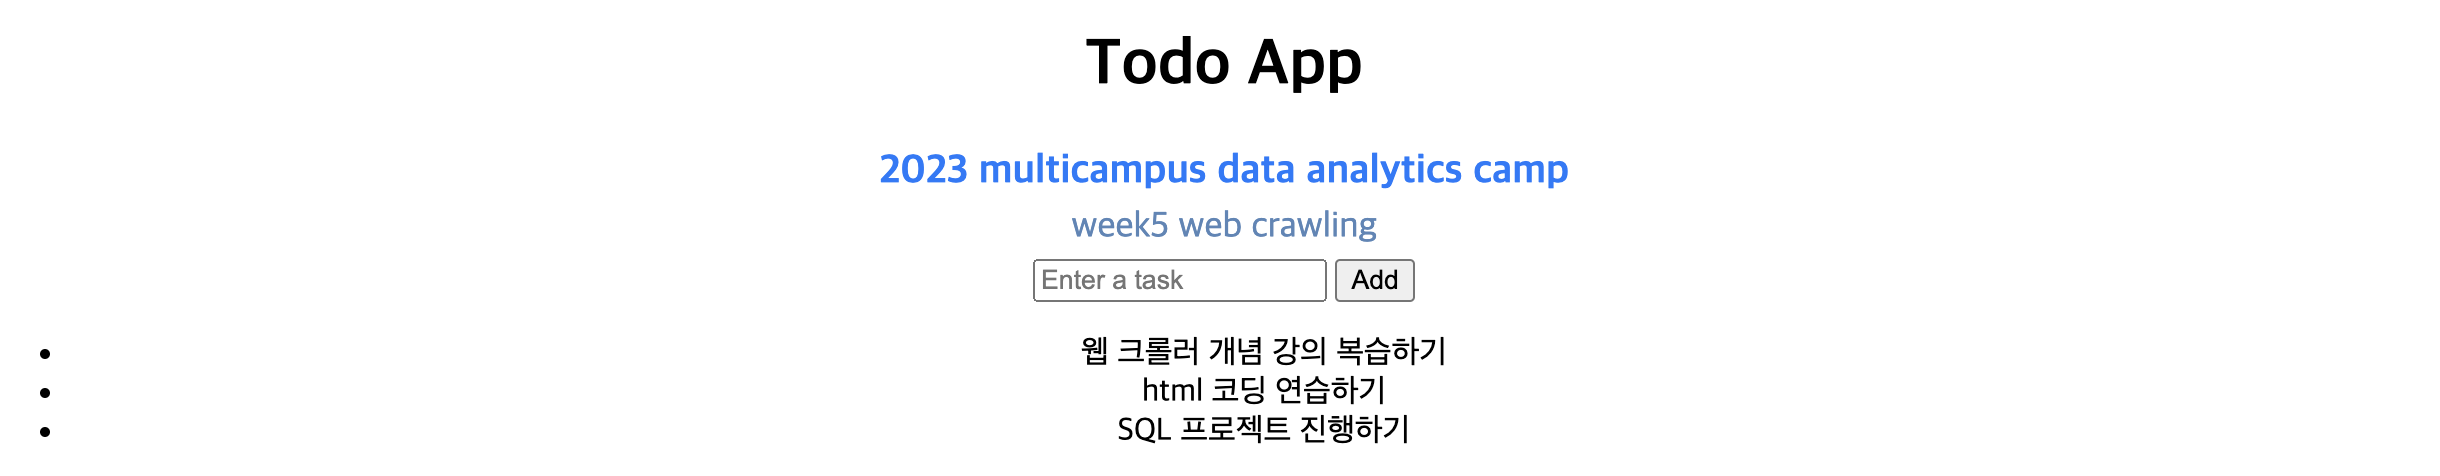 Todo App
2023 multicampus data analytics camp
week5 web crawling
Enter a task Add
웹 크롤러 개념 강의 복습하기
html 코딩 연습하기
SQL 프로젝트 진행하기